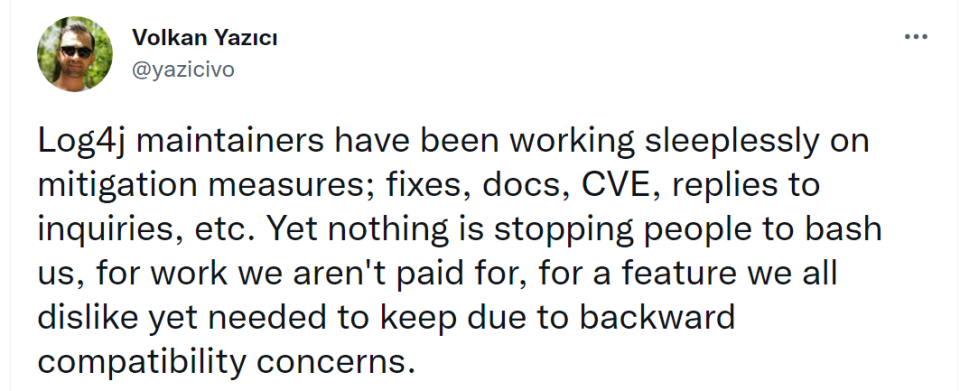 Volkan Yazıcı
@yazicivo
Log4j maintainers have been working sleeplessly on
mitigation measures; fixes, docs, CVE, replies to
inquiries, etc. Yet nothing is stopping people to bash
us, for work we aren't paid for, for a feature we all
dislike yet needed to keep due to backward
compatibility concerns.